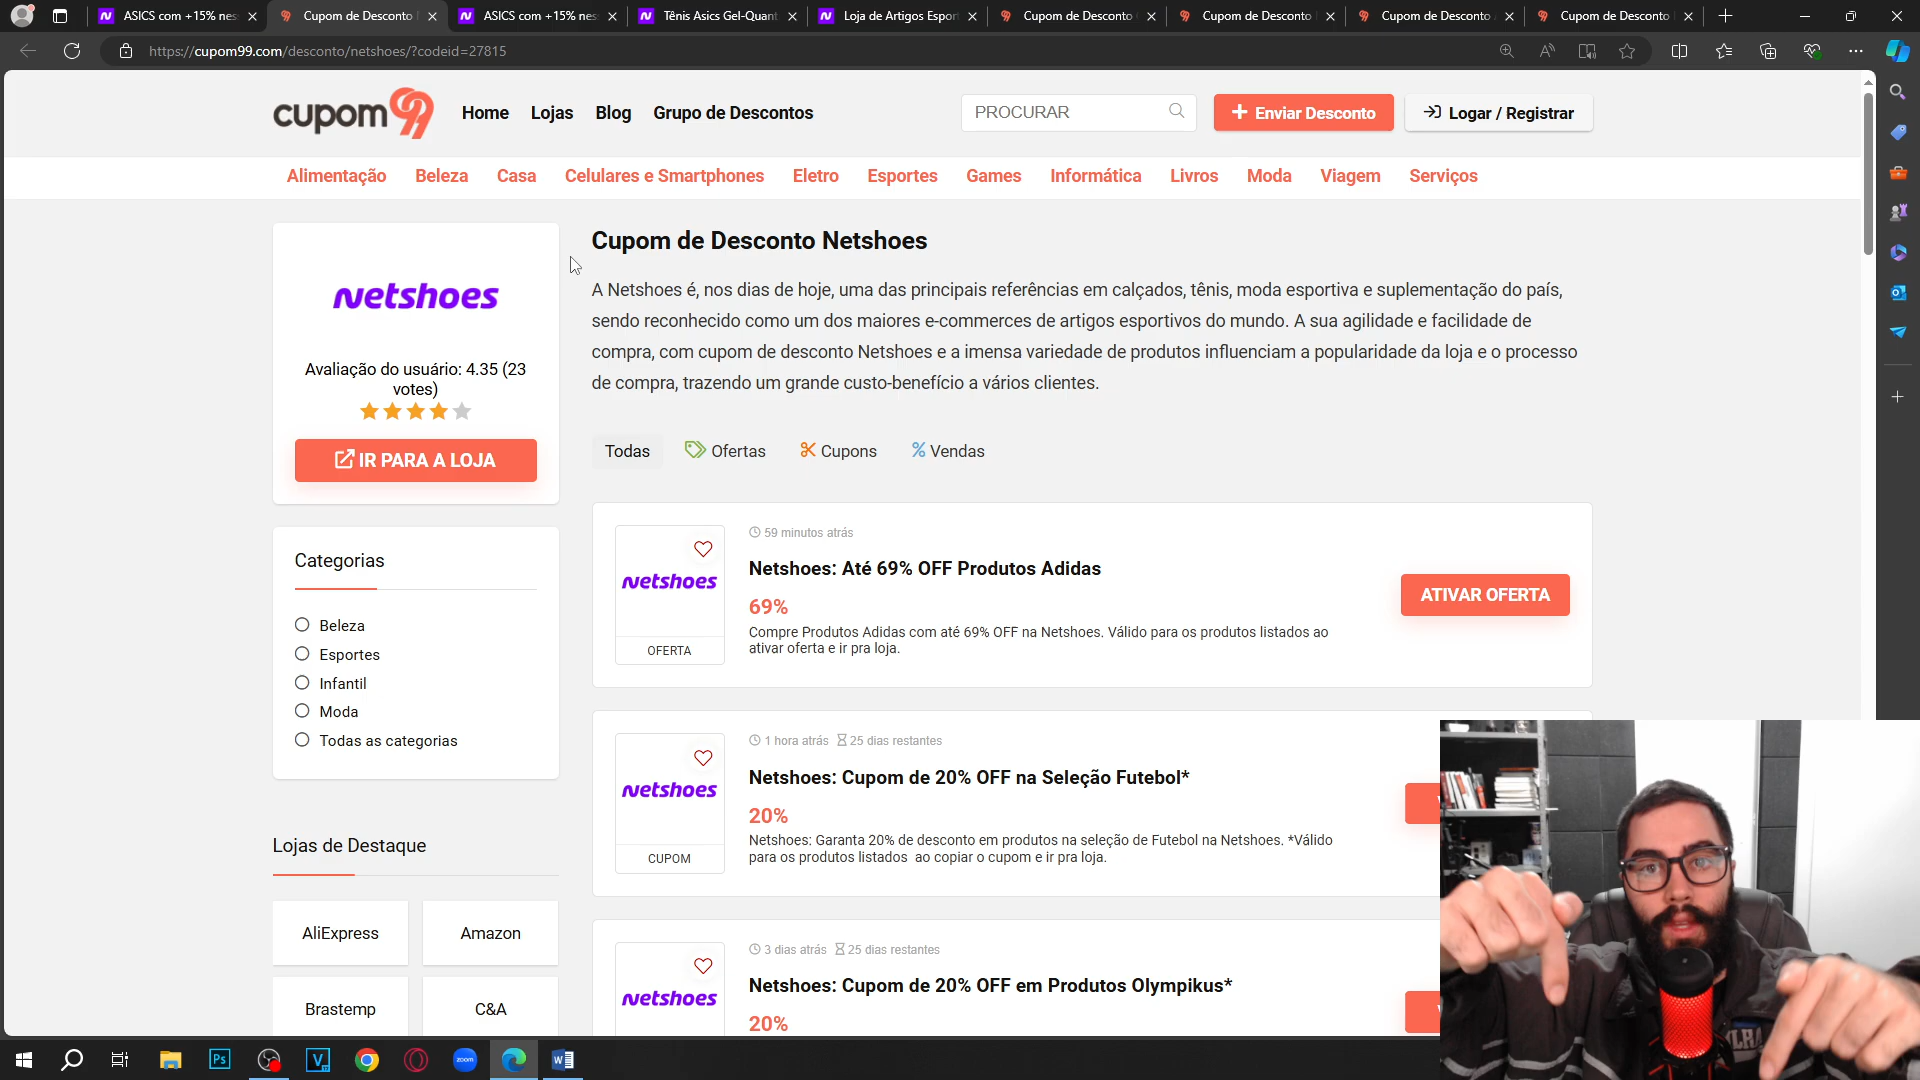 ASICS com +15% nes
Cupom de Desconto
ASICS com +15% nes
Tênis Asics Gel-Quant
Loja de Artigos Esport
Cupom de Desconto
Cupom de Desconto
Cupom de Desconto
Cupom de Desconto
https://cupom99.com/desconto/netshoes/?codeid=27815
cupom99
Home
Lojas
Blog
Grupo de Descontos
PROCURAR
Enviar Desconto
Logar / Registrar
Alimentação
Beleza
Casa
Celulares e Smartphones
Eletro
Esportes
Games
Informática
Livros
Moda
Viagem
Serviços
netshoes
Avaliação do usuário: 4.35 (23
votes)
IR PARA A LOJA
Cupom de Desconto Netshoes
A Netshoes é, nos dias de hoje, uma das principais referências em calçados, tênis, moda esportiva e suplementação do país,
sendo reconhecido como um dos maiores e-commerces de artigos esportivos do mundo. A sua agilidade e facilidade de
compra, com cupom de desconto Netshoes e a imensa variedade de produtos influenciam a popularidade da loja e o processo
de compra, trazendo um grande custo-benefício a vários clientes.
Todas
Ofertas
Cupons
% Vendas
Categorias
Beleza
Esportes
Infantil
Moda
Todas as categorias
Lojas de Destaque
AliExpress
Amazon
Brastemp
C&A
netshoes
OFERTA
59 minutos atrás
Netshoes: Até 69% OFF Produtos Adidas
69%
Compre Produtos Adidas com até 69% OFF na Netshoes. Válido para os produtos listados ao
ativar oferta e ir pra loja.
ATIVAR OFERTA
netshoes
CUPOM
1 hora atrás 25 dias restantes
Netshoes: Cupom de 20% OFF na Seleção Futebol*
20%
Netshoes: Garanta 20% de desconto em produtos na seleção de Futebol na Netshoes. *Válido
para os produtos listados ao copiar o cupom e ir pra loja.
netshoes
3 dias atrás 25 dias restantes
Netshoes: Cupom de 20% OFF em Produtos Olympikus*
20%
Ps
V
zoom
W